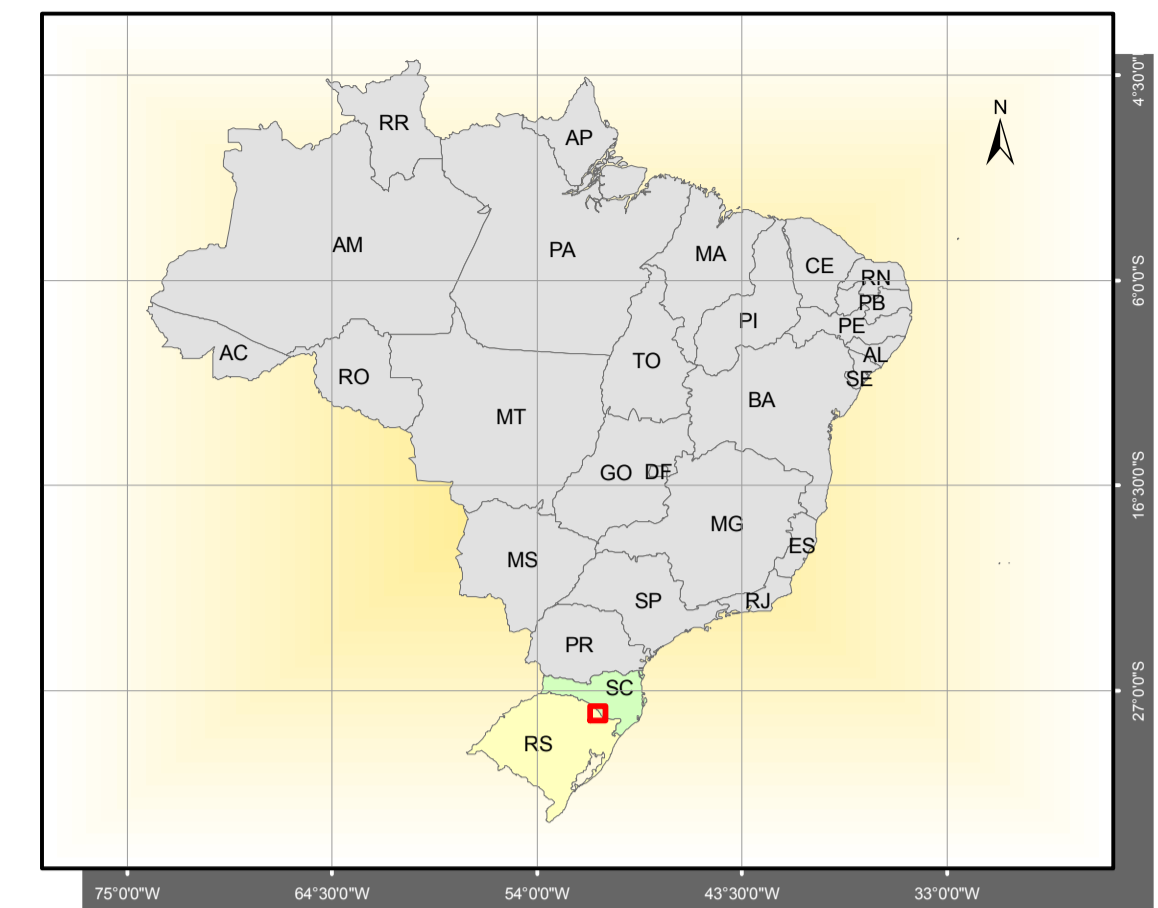 N
4°30'0"
RR
AP
AM
PA
MA
CE
RN
6°0'0"S
PB
PI
PE
AC
AL
TO
RO
SE
BA
MT
GO
DF
16°30'0"S
MG
ES
MS
SP
RJ
PR
SC
27°0'0"S
RS
75°0'0"W
64°30'0"W
54°0'0"W
43°30'0"W
33°0'0"W